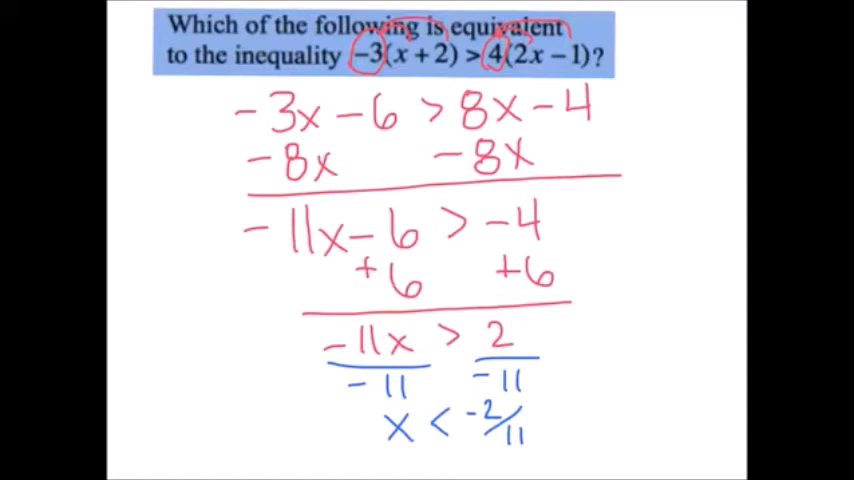 Which of the following is equivalent
to the inequality -3(x + 2) > 4(2x - 1)?
-3x - 6 > 8x - 4
-8x -8x
-11x - 6 > -4
+6 +6
-11x > 2
-11 -11
x < -2/11